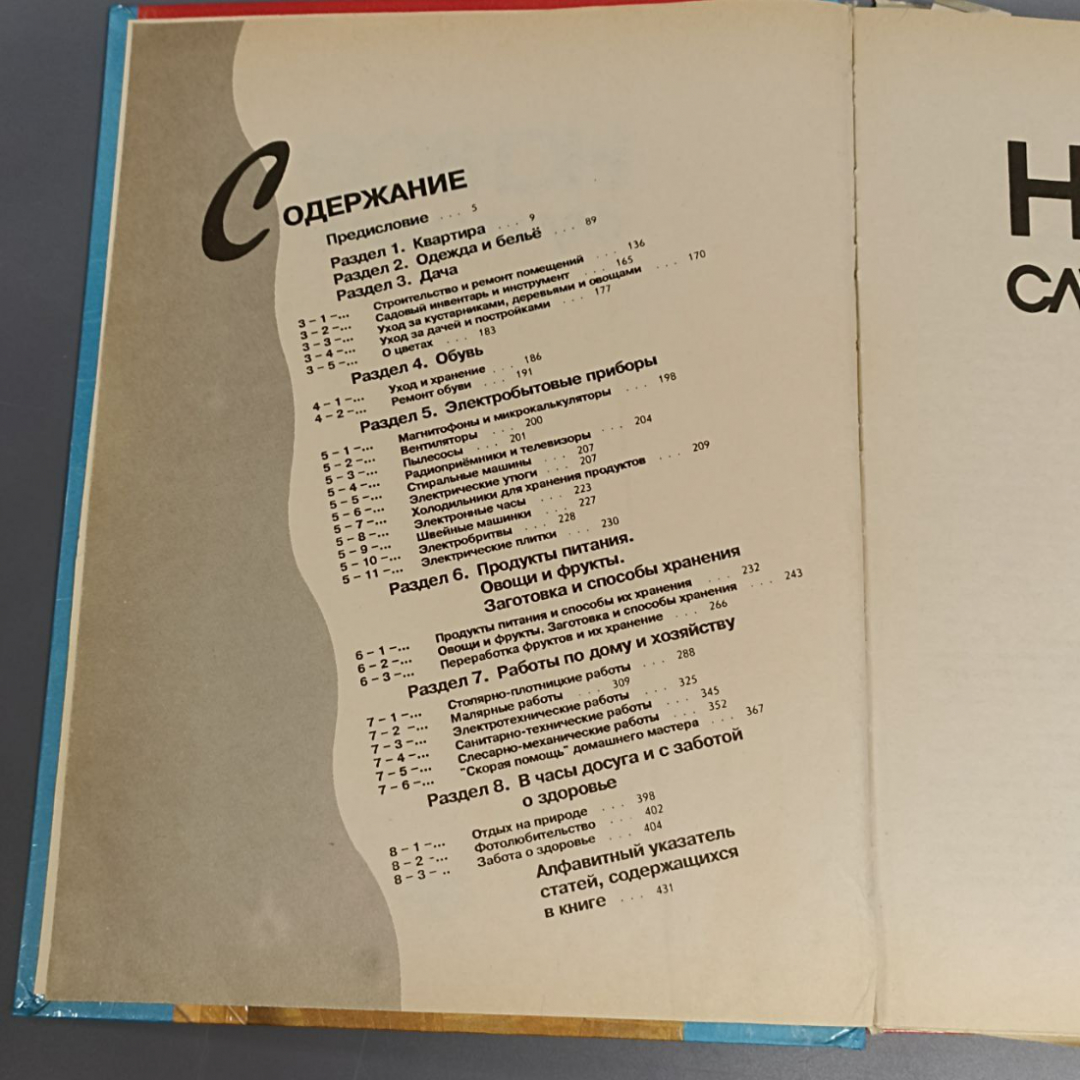 СОДЕРЖАНИЕ
Предисловие . . . 5
Раздел 1. Квартира . . . 9
Раздел 2. Одежда и бельё . . . 89
Раздел 3. Дача
3 – 1 –... Строительство и ремонт помещений . . . 136
3 – 2 –... Садовый инвентарь и инструмент . . . 165
3 – 3 –... Уход за кустарниками, деревьями и овощами . . . 170
3 – 4 –... Уход за дачей и постройками . . . 177
3 – 5 –... О цветах . . . 183
Раздел 4. Обувь
4 – 1 –... Уход и хранение . . . 186
4 – 2 –... Ремонт обуви . . . 191
Раздел 5. Электробытовые приборы
5 – 1 –... Магнитофоны и микрокалькуляторы . . . 198
5 – 2 –... Вентиляторы . . . 200
5 – 3 –... Пылесосы . . . 201
5 – 4 –... Радиоприёмники и телевизоры . . . 204
5 – 5 –... Стиральные машины . . . 207
5 – 6 –... Электрические утюги . . . 207
5 – 7 –... Холодильники для хранения продуктов . . . 209
5 – 8 –... Электронные часы . . . 223
5 – 9 –... Швейные машинки . . . 227
5 – 10 –... Электробритвы . . . 228
5 – 11 –... Электрические плитки . . . 230
Раздел 6. Продукты питания.
Овощи и фрукты.
Заготовка и способы хранения
6 – 1 –... Продукты питания и способы их хранения . . . 232
6 – 2 –... Овощи и фрукты. Заготовка и способы хранения . . . 243
6 – 3 –... Переработка фруктов и их хранение . . . 266
Раздел 7. Работы по дому и хозяйству
7 – 1 –... Столярно-плотницкие работы . . . 288
7 – 2 –... Малярные работы . . . 309
7 – 3 –... Электротехнические работы . . . 325
7 – 4 –... Санитарно-технические работы . . . 345
7 – 5 –... Слесарно-механические работы . . . 352
7 – 6 –... "Скорая помощь" домашнего мастера . . . 367
Раздел 8. В часы досуга и с заботой
о здоровье
8 – 1 –... Отдых на природе . . . 398
8 – 2 –... Фотолюбительство . . . 402
8 – 3 – .. Забота о здоровье . . . 404
Алфавитный указатель
статей, содержащихся
в книге . . . 431